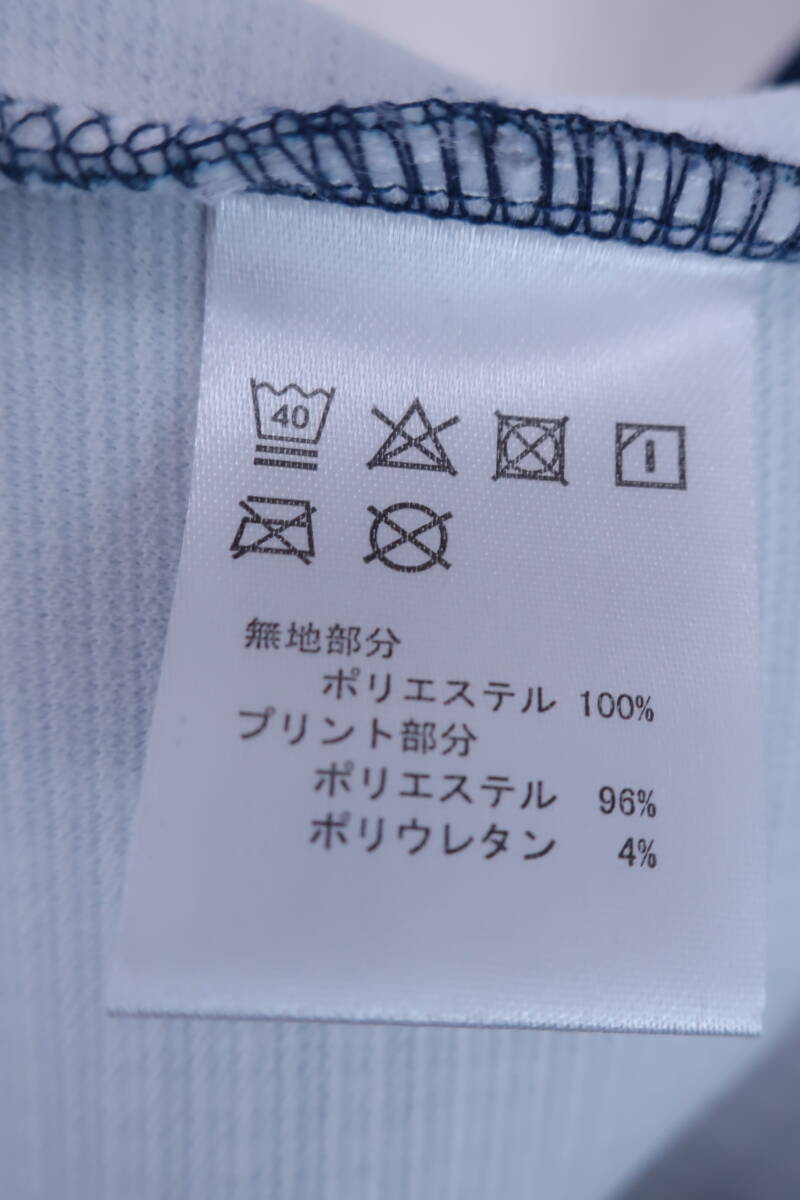 40
無地部分
ポリエステル 100%
プリント部分
ポリエステル 96%
ポリウレタン 4%